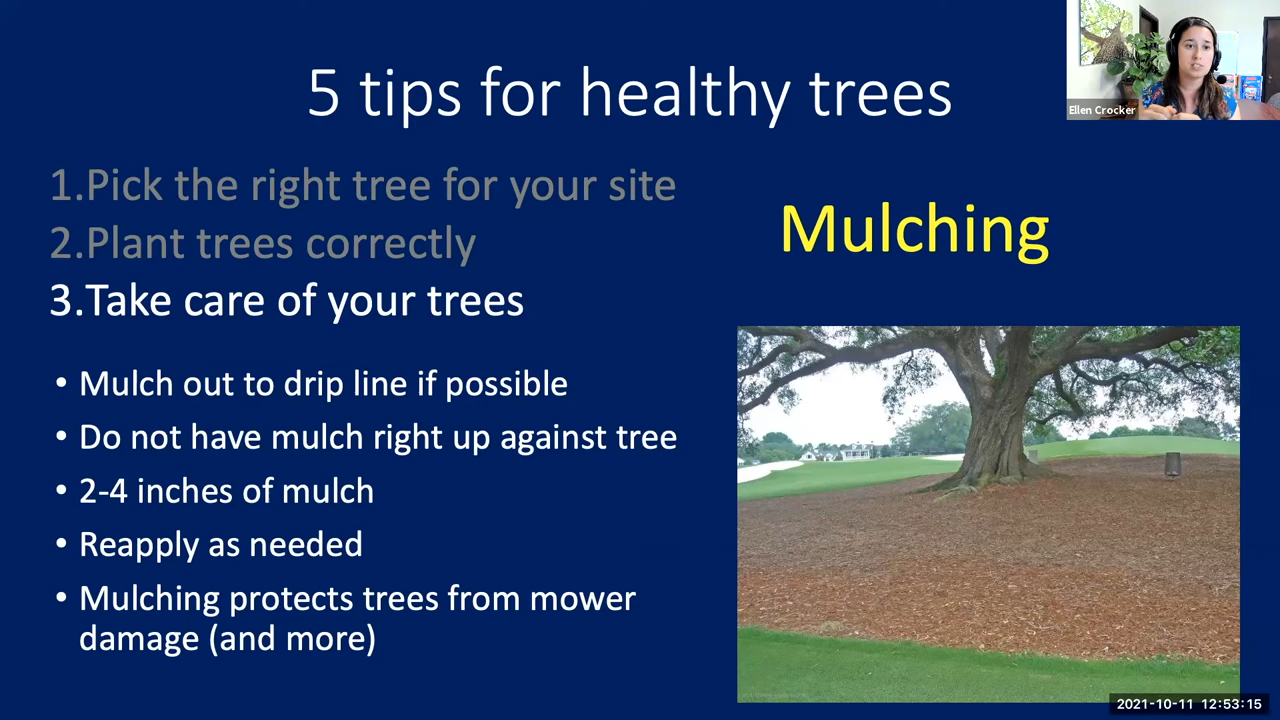 5 tips for healthy trees
Ellen Crocker
1.Pick the right tree for your site
2.Plant trees correctly
3.Take care of your trees
Mulching
• Mulch out to drip line if possible
• Do not have mulch right up against tree
• 2-4 inches of mulch
• Reapply as needed
• Mulching protects trees from mower
damage (and more)
2021-10-11 12:53:15